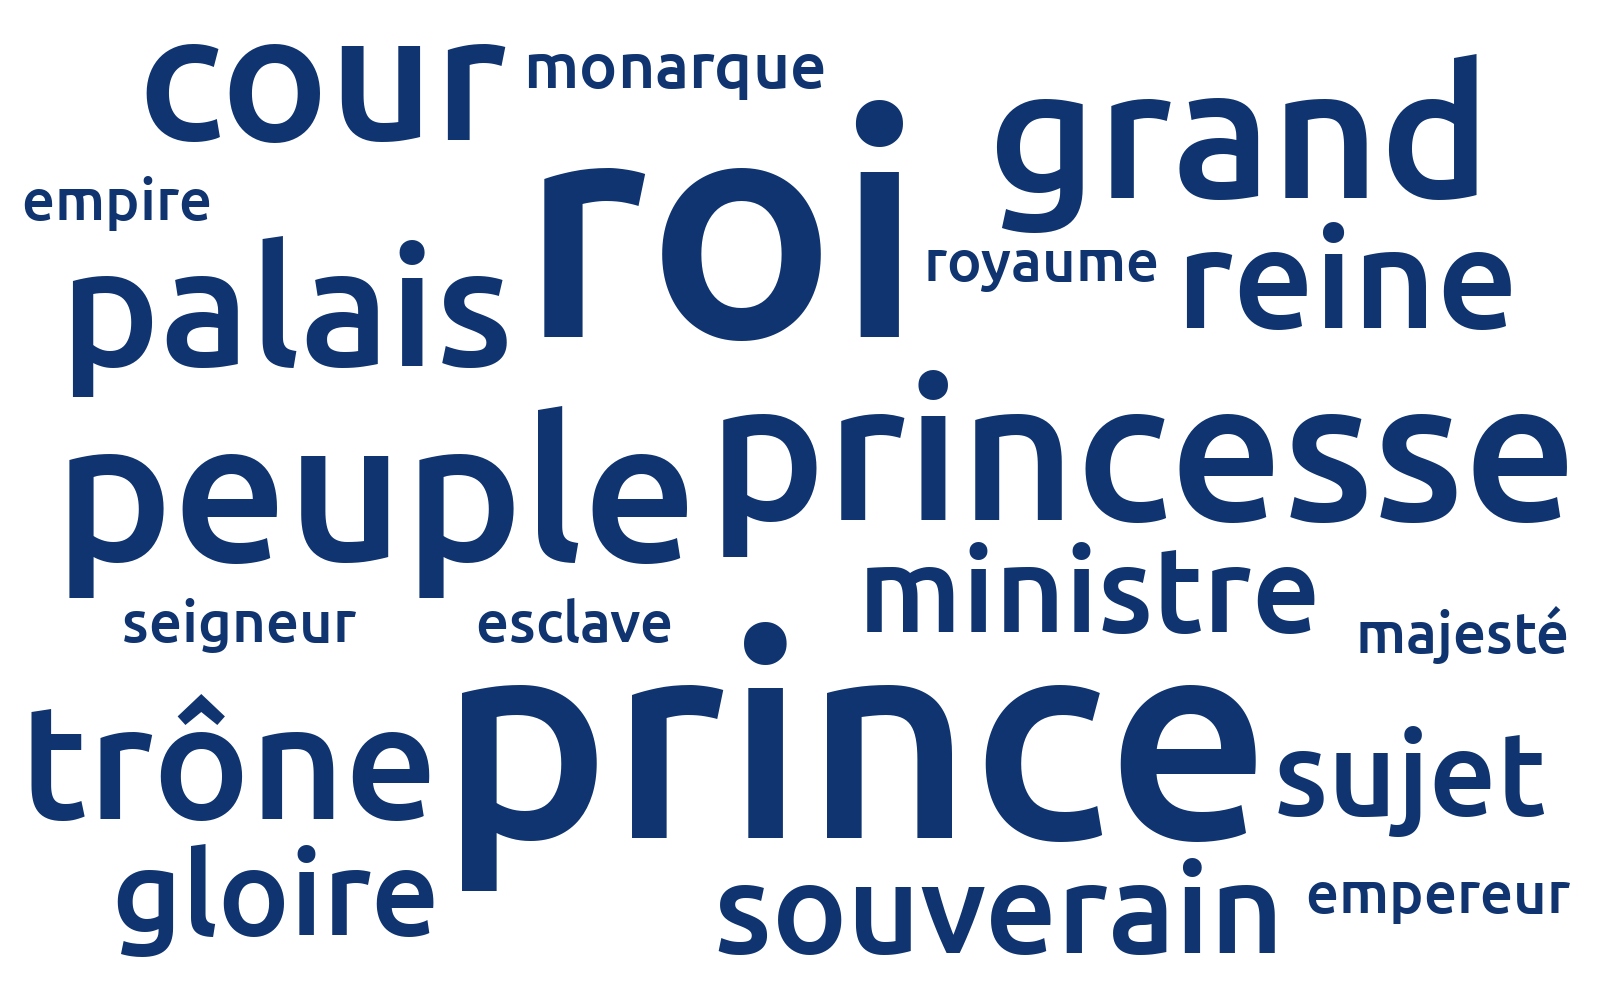 cour
monarque
grand
roi
empire
palais
royaume
reine
peuple
princesse
ministre
seigneur
esclave
majesté
trône
prince
sujet
gloire
souverain
empereur